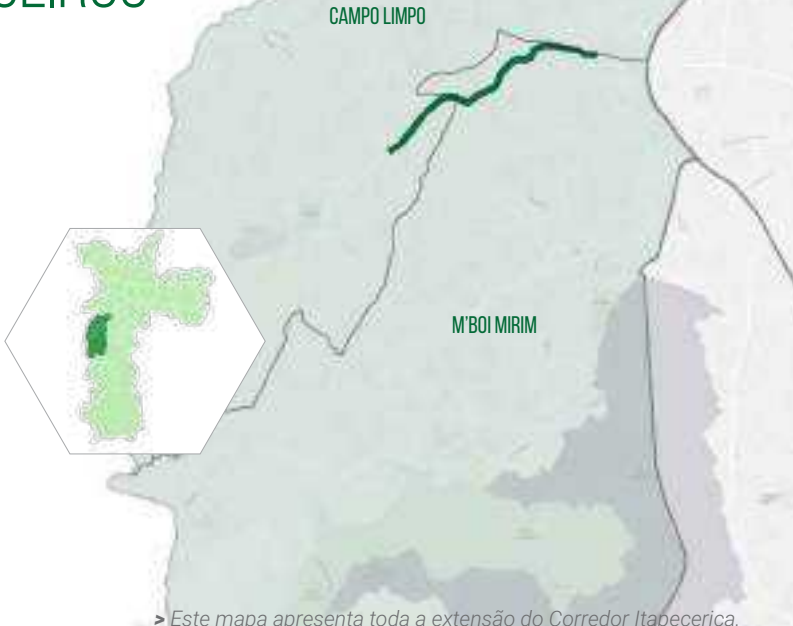 CAMPO LIMPO
M'BOI MIRIM
> Este mapa apresenta toda a extensão do Corredor Itapecerica.